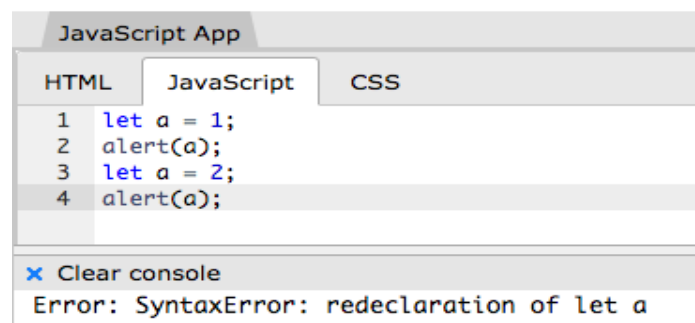 JavaScript App
HTML JavaScript CSS
1 let a = 1;
2 alert(a);
3 let a = 2;
4 alert(a);
× Clear console
Error: SyntaxError: redeclaration of let a